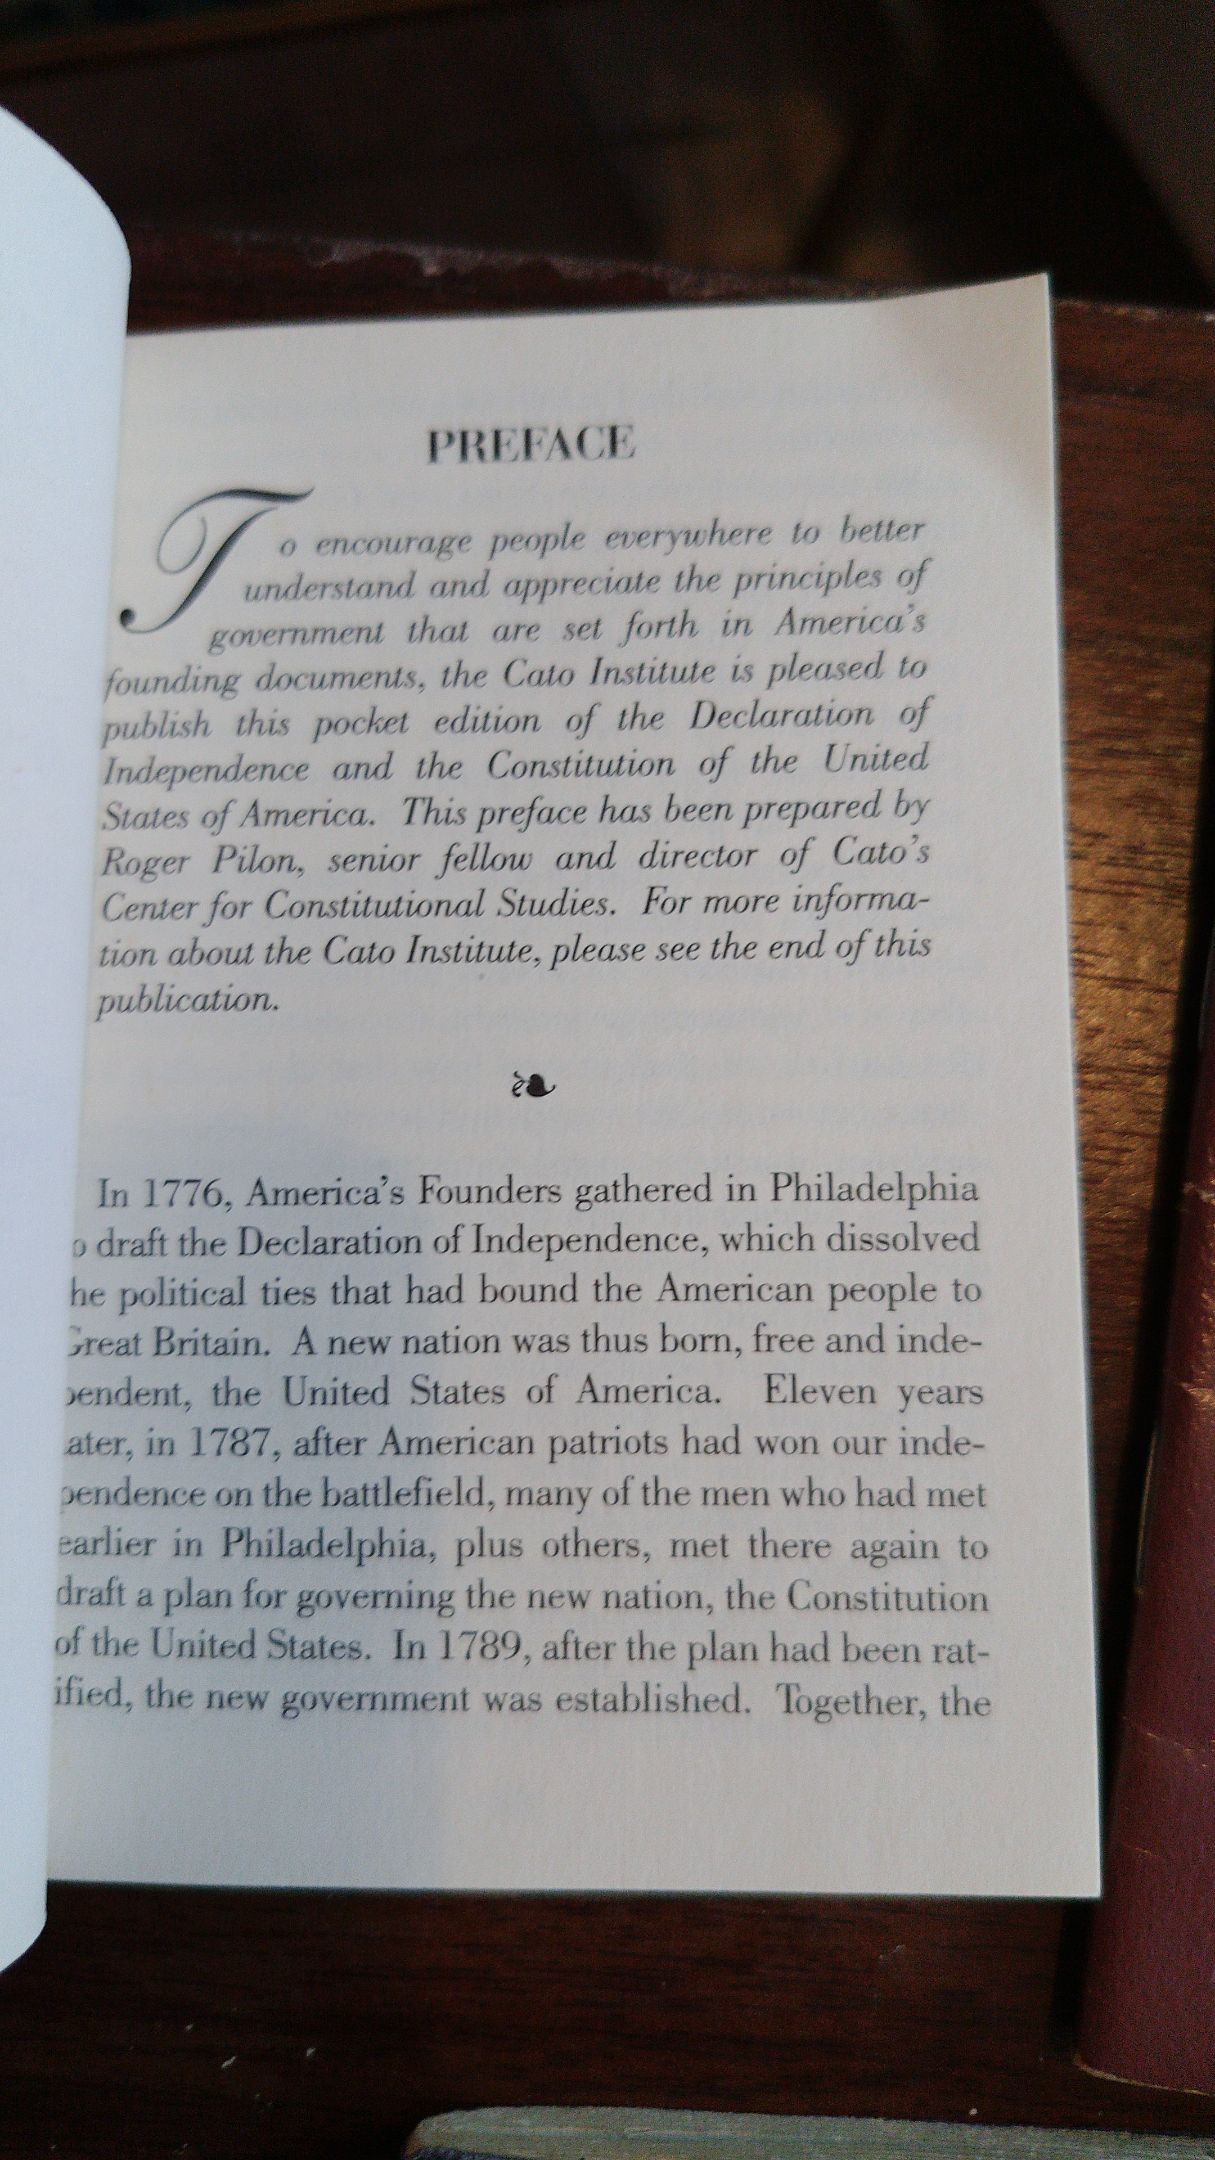 PREFACE
To encourage people everywhere to better
understand and appreciate the principles of
government that are set forth in America's
founding documents, the Cato Institute is pleased to
publish this pocket edition of the Declaration of
Independence and the Constitution of the United
States of America. This preface has been prepared by
Roger Pilon, senior fellow and director of Cato's
Center for Constitutional Studies. For more informa-
tion about the Cato Institute, please see the end of this
publication.
In 1776, America's Founders gathered in Philadelphia
o draft the Declaration of Independence, which dissolved
he political ties that had bound the American people to
Great Britain. A new nation was thus born, free and inde-
pendent, the United States of America. Eleven years
ater, in 1787, after American patriots had won our inde-
pendence on the battlefield, many of the men who had met
earlier in Philadelphia, plus others, met there again to
draft a plan for governing the new nation, the Constitution
of the United States. In 1789, after the plan had been rat-
ified, the new government was established. Together, the